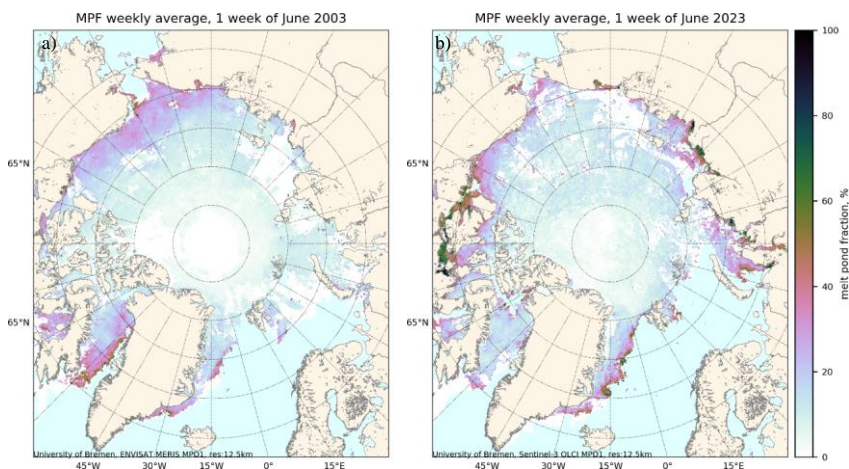 MPF weekly average, 1 week of June 2003
a)
65°N
65°N
University of Bremen, ENVISAT MERIS MPD1, res:12.5km
45°W 30°W 15°W 0° 15°E
MPF weekly average, 1 week of June 2023
b)
65°N
65°N
University of Bremen, Sentinel-3 OLCI MPD1, res:12.5km
45°W 30°W 15°W 0° 15°E
100
80
60
40
20
0
melt pond fraction, %